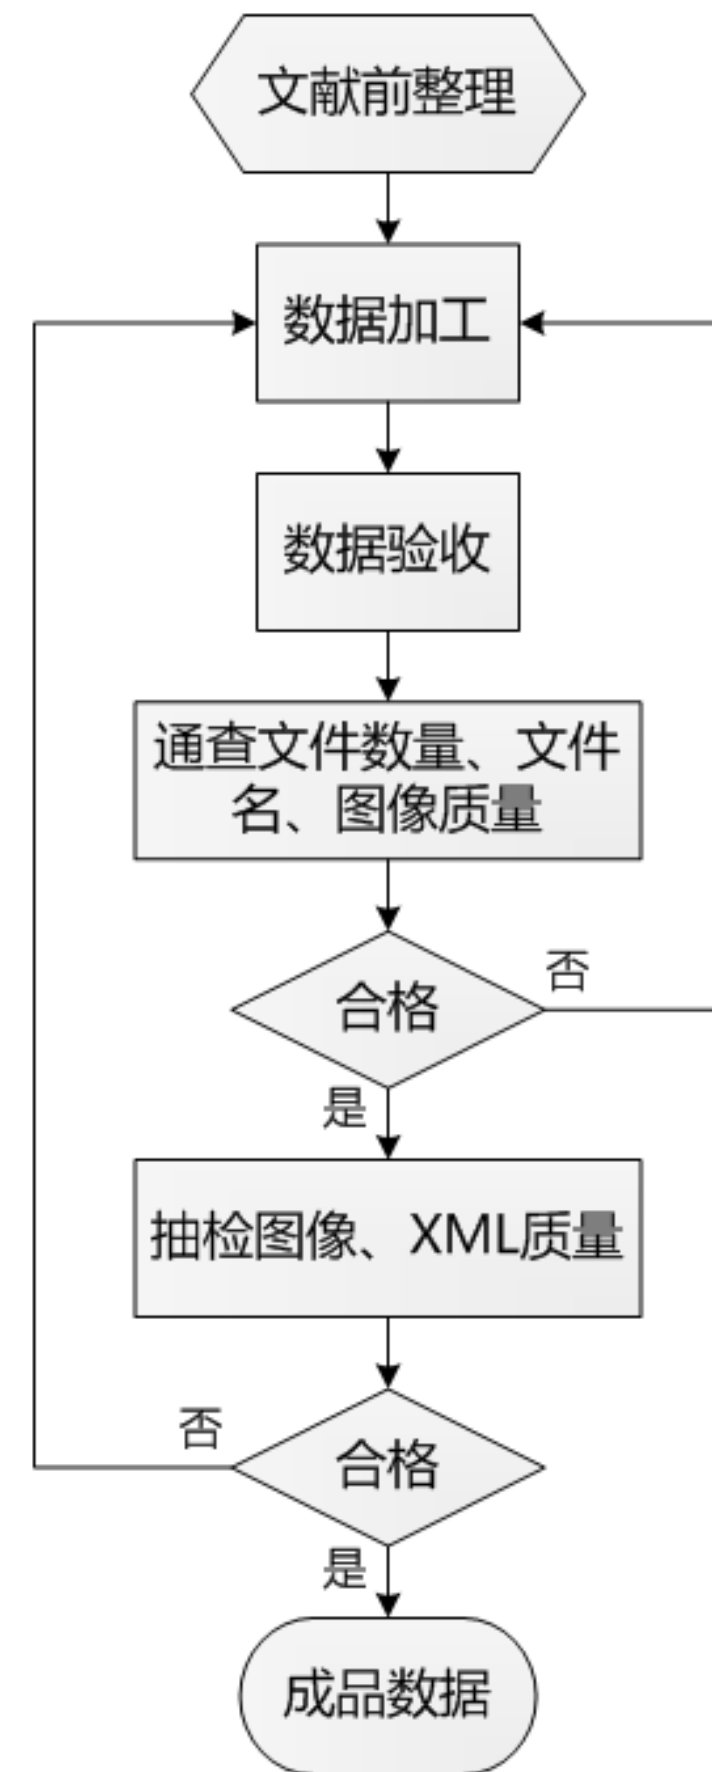 文献前整理
数据加工
数据验收
通查文件数量、文件
名、图像质量
合格
否
是
抽检图像、XML质量
否
合格
是
成品数据